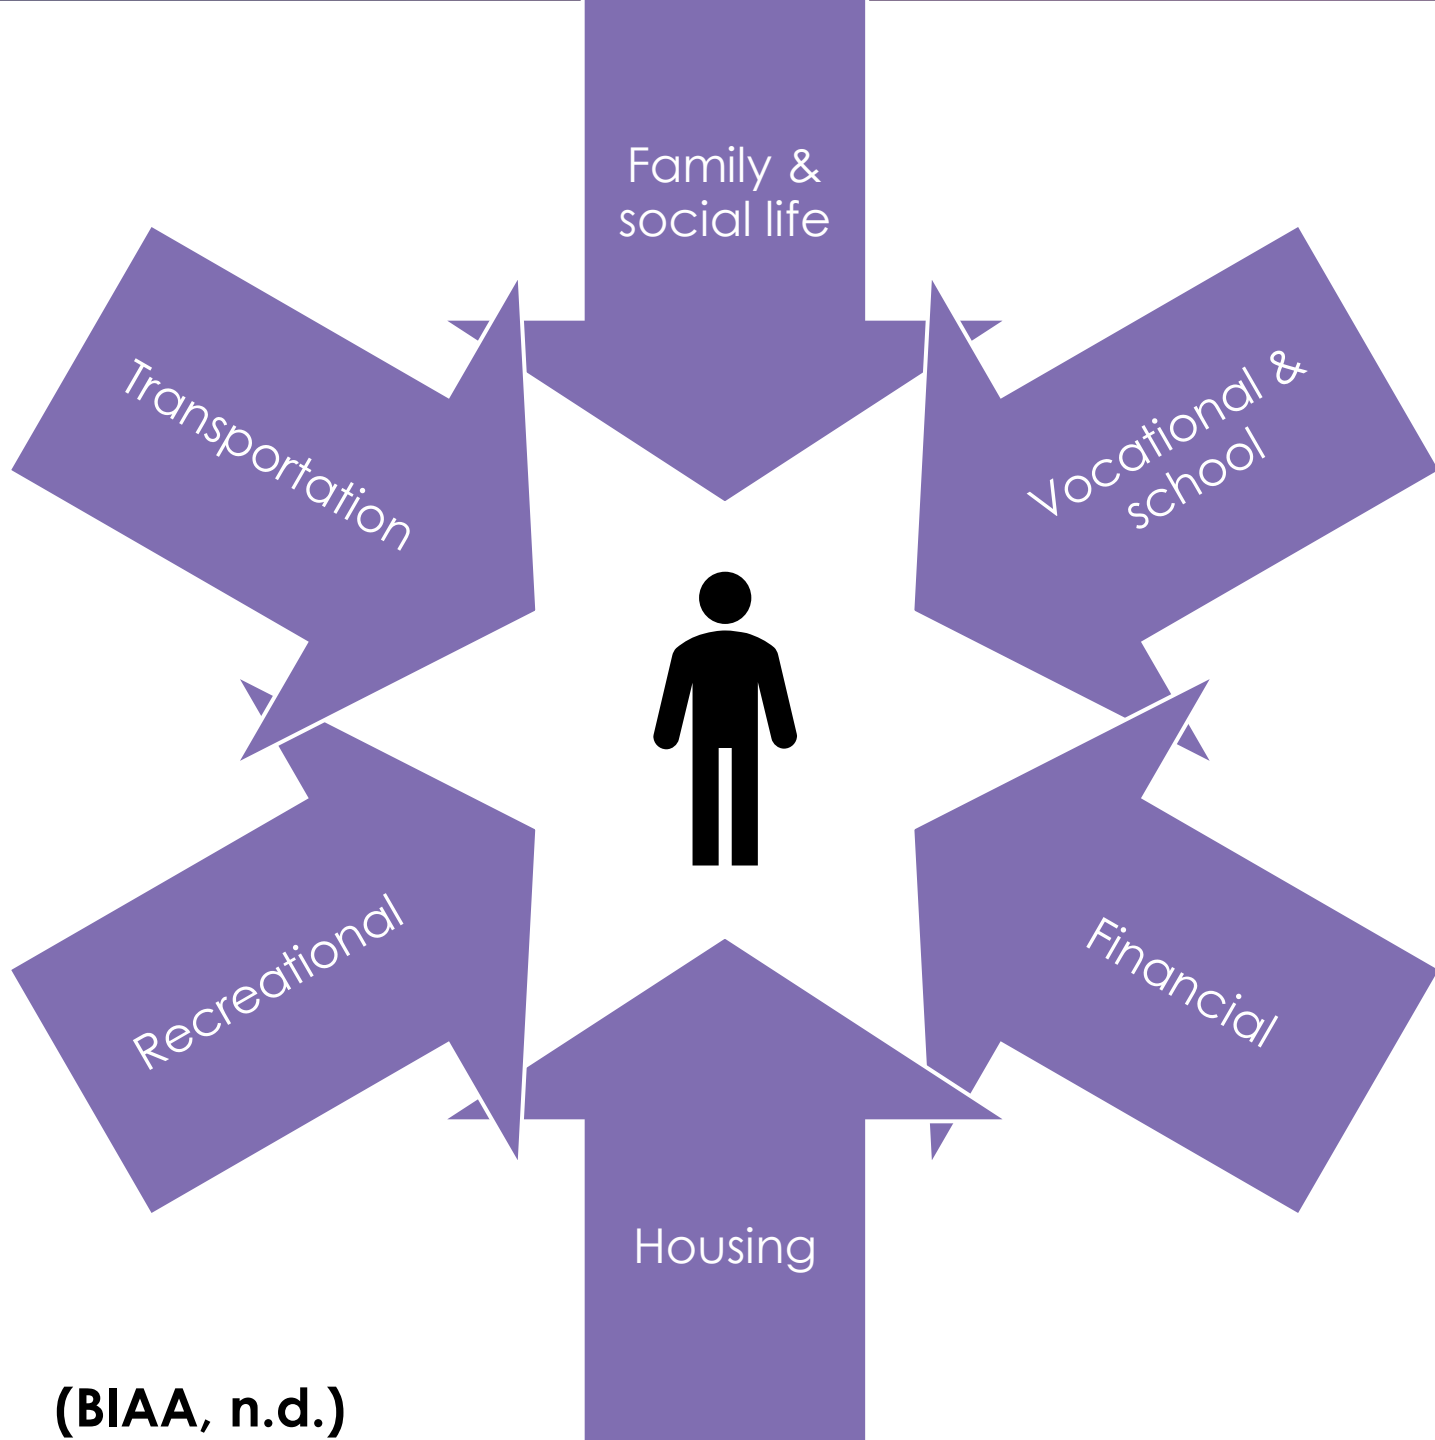 Family &
social life
Vocational &
school
Financial
Housing
Recreational
Transportation
(BIAA, n.d.)